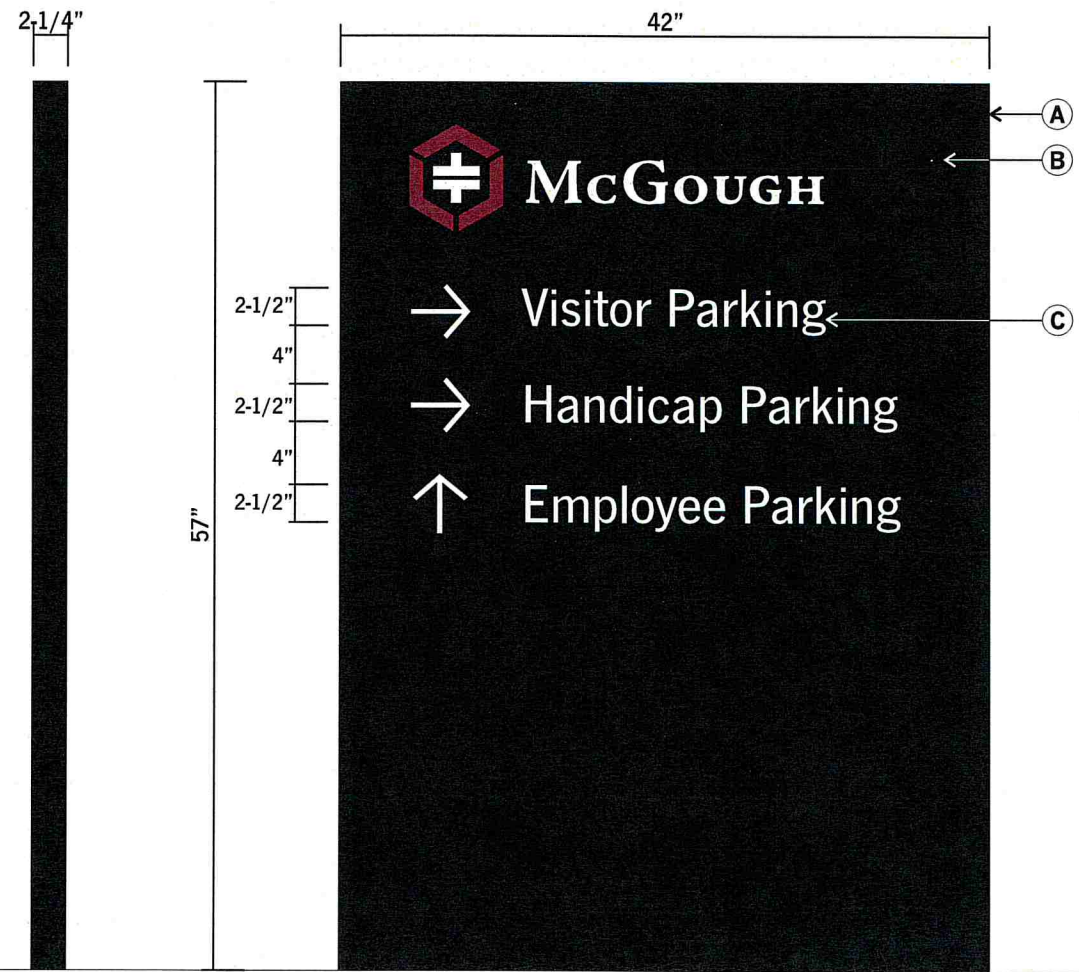 2-1/4"
42"
A
B
McGough
2-1/2"
Visitor Parking
C
4"
2-1/2"
Handicap Parking
4"
2-1/2"
Employee Parking
57"